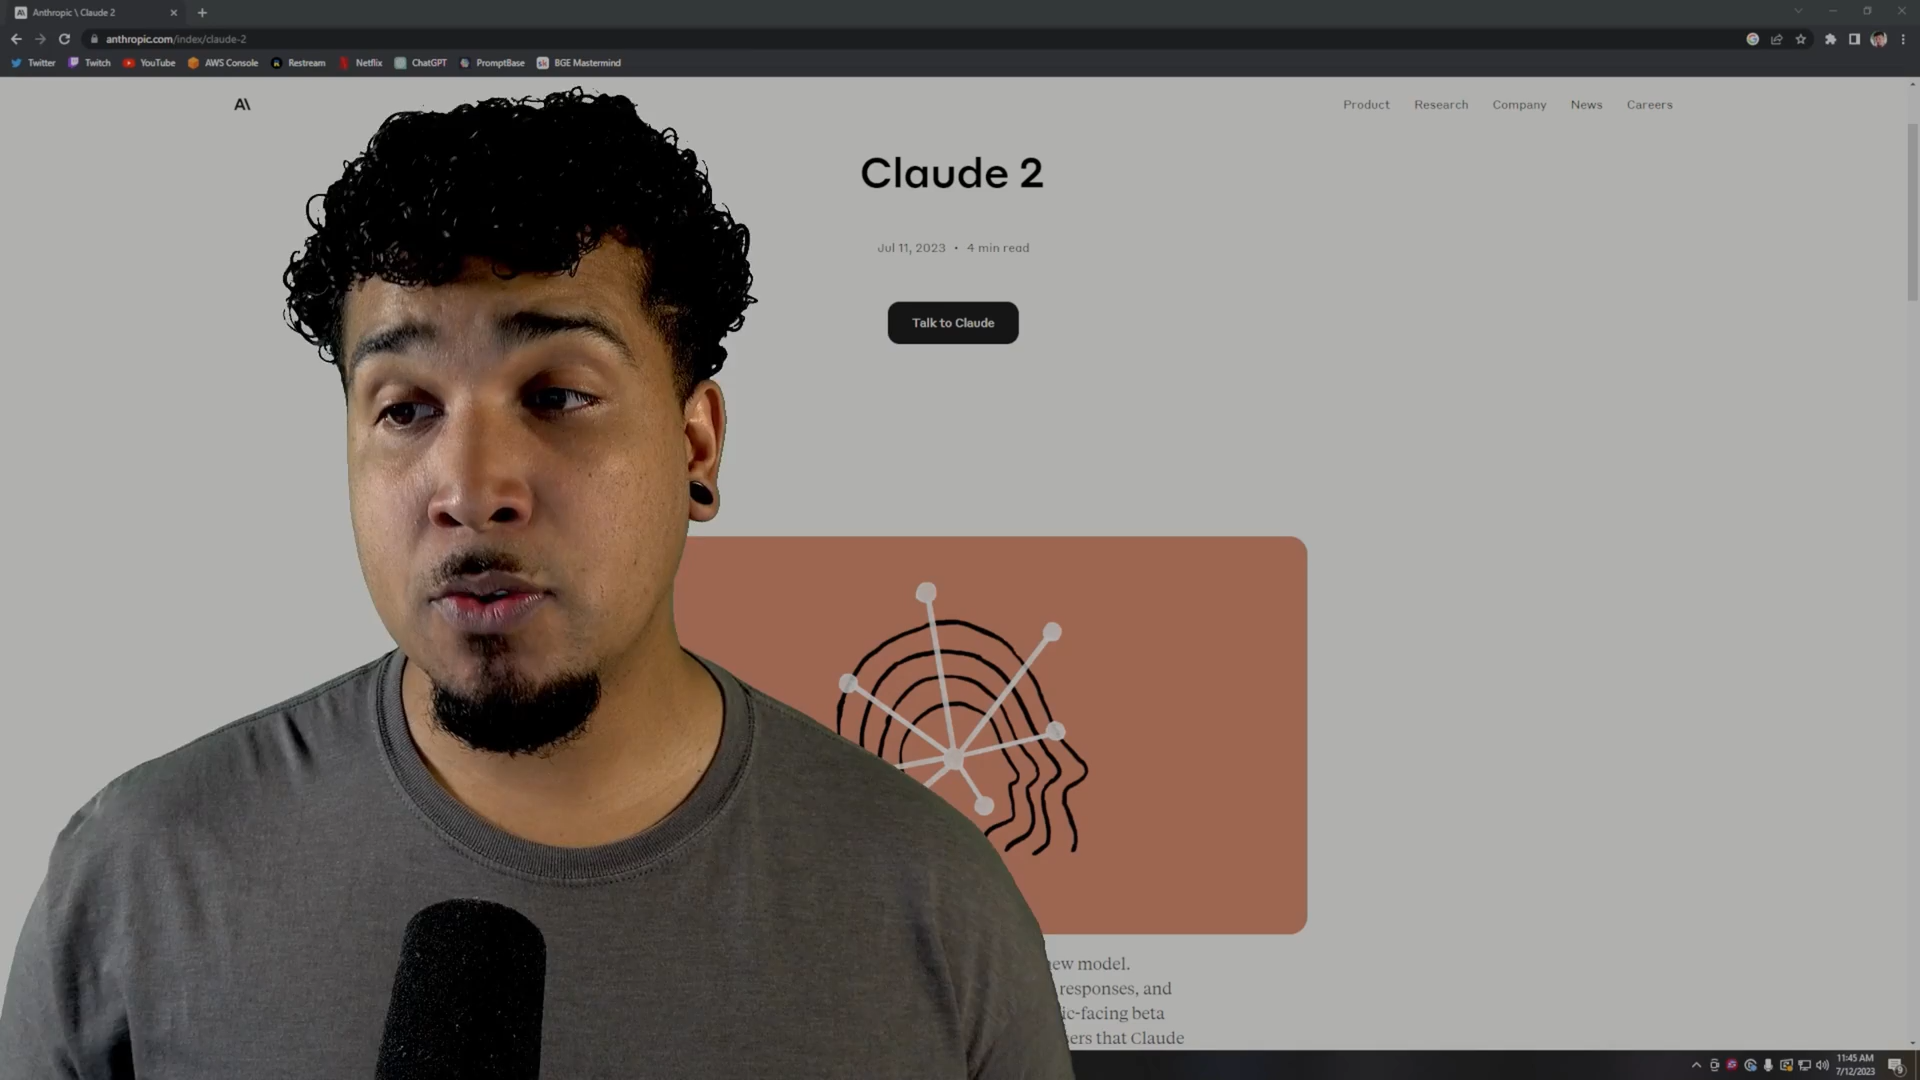 Anthropic \ Claude 2
anthropic.com/index/claude-2
Twitter Twitch YouTube AWS Console Restream Netflix ChatGPT PromptBase BGE Mastermind
A\ Product Research Company News Careers
Claude 2
Jul 11, 2023 • 4 min read
Talk to Claude
ew model.
responses, and
ic-facing beta
ers that Claude
11:45 AM
7/12/2023